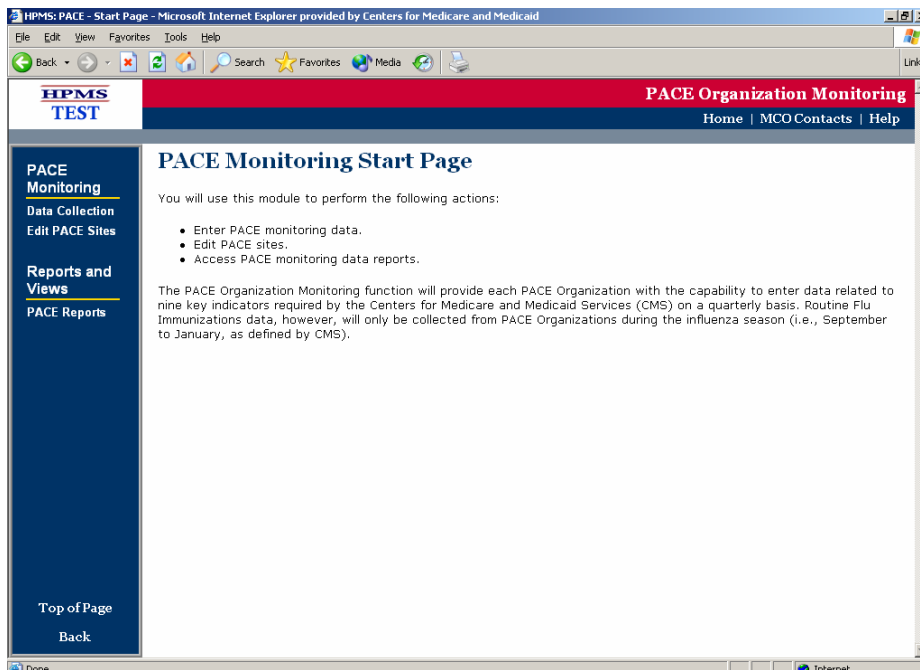 HPMS: PACE - Start Page - Microsoft Internet Explorer provided by Centers for Medicare and Medicaid
File Edit View Favorites Tools Help
Back Search Favorites Media
HPMS
TEST
PACE Organization Monitoring
Home | MCO Contacts | Help
PACE
Monitoring
Data Collection
Edit PACE Sites
Reports and
Views
PACE Reports
Top of Page
Back
PACE Monitoring Start Page
You will use this module to perform the following actions:
• Enter PACE monitoring data.
• Edit PACE sites.
• Access PACE monitoring data reports.
The PACE Organization Monitoring function will provide each PACE Organization with the capability to enter data related to
nine key indicators required by the Centers for Medicare and Medicaid Services (CMS) on a quarterly basis. Routine Flu
Immunizations data, however, will only be collected from PACE Organizations during the influenza season (i.e., September
to January, as defined by CMS).
Done Internet